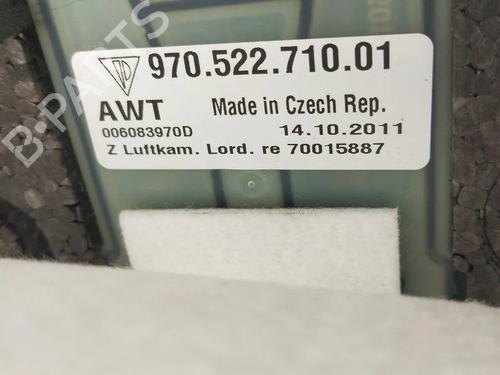 970.522.710.01
AWT Made in Czech Rep.
006083970D 14.10.2011
Z Luftkam. Lord. re 70015887
B-PARTS